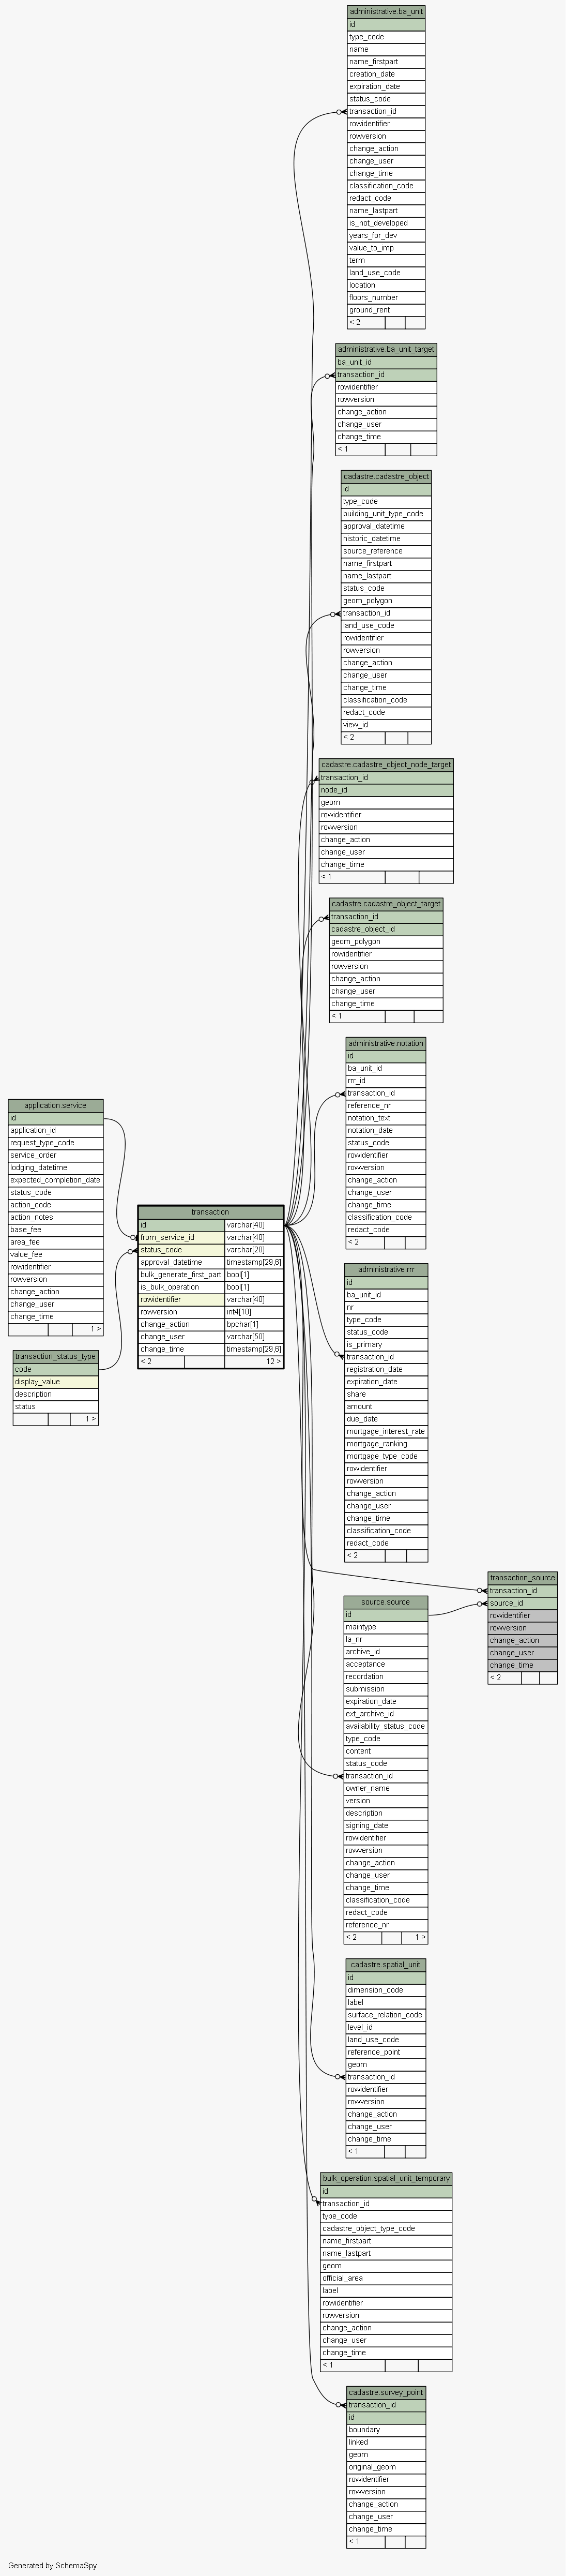 administrative.ba_unit
id
type_code
name
name_firstpart
creation_date
expiration_date
status_code
transaction_id
rowidentifier
rowversion
change_action
change_user
change_time
classification_code
redact_code
name_lastpart
is_not_developed
years_for_dev
value_to_imp
term
land_use_code
location
floors_number
ground_rent
< 2
administrative.ba_unit_target
ba_unit_id
transaction_id
rowidentifier
rowversion
change_action
change_user
change_time
< 1
cadastre.cadastre_object
id
type_code
building_unit_type_code
approval_datetime
historic_datetime
source_reference
name_firstpart
name_lastpart
status_code
geom_polygon
transaction_id
land_use_code
rowidentifier
rowversion
change_action
change_user
change_time
classification_code
redact_code
view_id
< 2
cadastre.cadastre_object_node_target
transaction_id
node_id
geom
rowidentifier
rowversion
change_action
change_user
change_time
< 1
cadastre.cadastre_object_target
transaction_id
cadastre_object_id
geom_polygon
rowidentifier
rowversion
change_action
change_user
change_time
< 1
administrative.notation
id
ba_unit_id
rrr_id
transaction_id
reference_nr
notation_text
notation_date
status_code
rowidentifier
rowversion
change_action
change_user
change_time
classification_code
redact_code
< 2
application.service
id
application_id
request_type_code
service_order
lodging_datetime
expected_completion_date
status_code
action_code
action_notes
base_fee
area_fee
value_fee
rowidentifier
rowversion
change_action
change_user
change_time
1 >
transaction
id varchar[40]
from_service_id varchar[40]
status_code varchar[20]
approval_datetime timestamp[29,6]
bulk_generate_first_part bool[1]
is_bulk_operation bool[1]
rowidentifier varchar[40]
rowversion int4[10]
change_action bpchar[1]
change_user varchar[50]
change_time timestamp[29,6]
< 2 12 >
transaction_status_type
code
display_value
description
status
1 >
administrative.rrr
id
ba_unit_id
nr
type_code
status_code
is_primary
transaction_id
registration_date
expiration_date
share
amount
due_date
mortgage_interest_rate
mortgage_ranking
mortgage_type_code
rowidentifier
rowversion
change_action
change_user
change_time
classification_code
redact_code
< 2
transaction_source
transaction_id
source_id
rowidentifier
rowversion
change_action
change_user
change_time
< 2
source.source
id
maintype
la_nr
archive_id
acceptance
recordation
submission
expiration_date
ext_archive_id
availability_status_code
type_code
content
status_code
transaction_id
owner_name
version
description
signing_date
rowidentifier
rowversion
change_action
change_user
change_time
classification_code
redact_code
reference_nr
< 2 1 >
cadastre.spatial_unit
id
dimension_code
label
surface_relation_code
level_id
land_use_code
reference_point
geom
transaction_id
rowidentifier
rowversion
change_action
change_user
change_time
< 1
bulk_operation.spatial_unit_temporary
id
transaction_id
type_code
cadastre_object_type_code
name_firstpart
name_lastpart
geom
official_area
label
rowidentifier
rowversion
change_action
change_user
change_time
< 1
cadastre.survey_point
transaction_id
id
boundary
linked
geom
original_geom
rowidentifier
rowversion
change_action
change_user
change_time
< 1
Generated by SchemaSpy